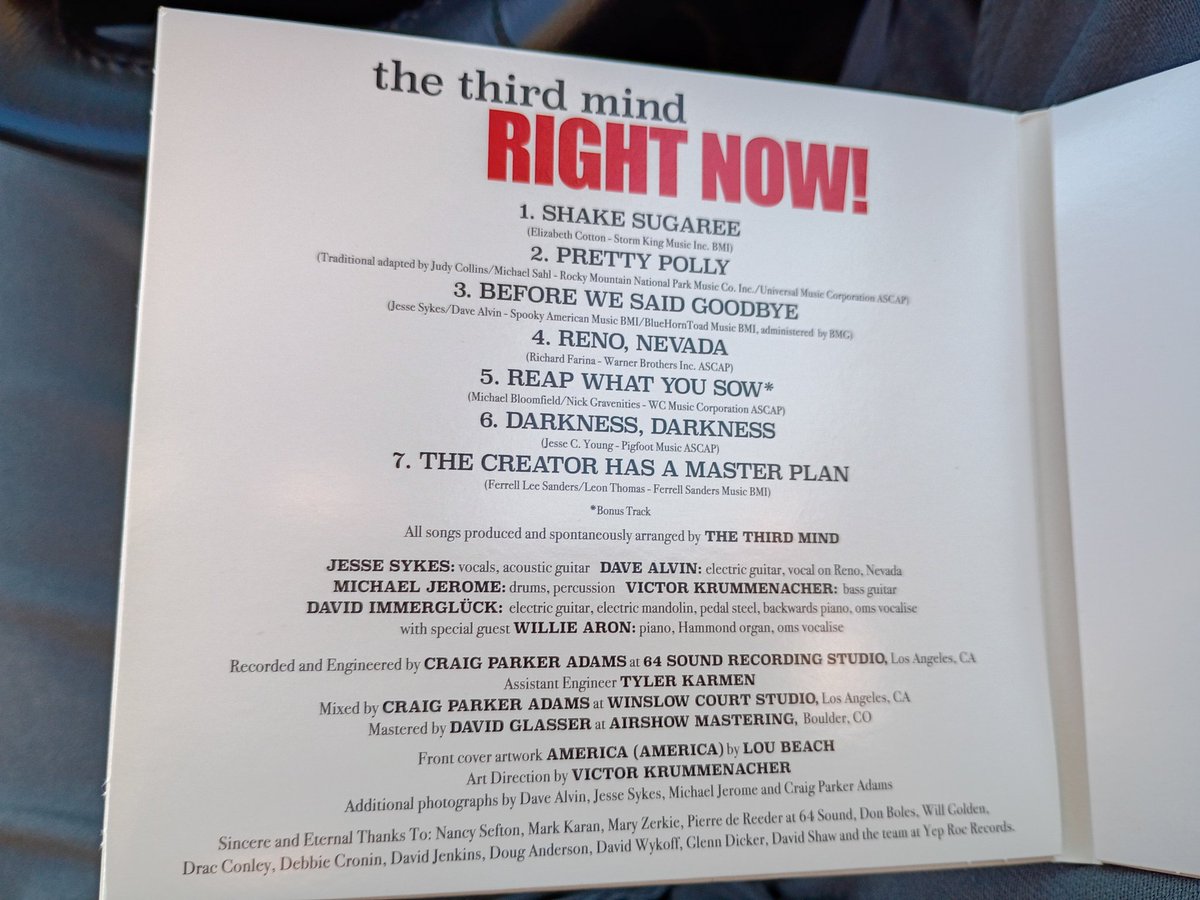 the third mind
RIGHT NOW!
1. SHAKE SUGAREE
(Elizabeth Cotton - Storm King Music Inc. BMI)
2. PRETTY POLLY
(Traditional adapted by Judy Collins/Michael Sahl - Rocky Mountain National Park Music Co. Inc./Universal Music Corporation ASCAP)
3. BEFORE WE SAID GOODBYE
(Jesse Sykes/Dave Alvin - Spooky American Music BMI/BlueHornToad Music BMI, administered by BMG)
4. RENO, NEVADA
(Richard Farina - Warner Brothers Inc. ASCAP)
5. REAP WHAT YOU SOW*
(Michael Bloomfield/Nick Gravenities - WC Music Corporation ASCAP)
6. DARKNESS, DARKNESS
(Jesse C. Young - Pigfoot Music ASCAP)
7. THE CREATOR HAS A MASTER PLAN
(Ferrell Lee Sanders/Leon Thomas - Ferrell Sanders Music BMI)
*Bonus Track
All songs produced and spontaneously arranged by THE THIRD MIND
JESSE SYKES: vocals, acoustic guitar DAVE ALVIN: electric guitar, vocal on Reno, Nevada
MICHAEL JEROME: drums, percussion VICTOR KRUMMENACHER: bass guitar
DAVID IMMERGLÜCK: electric guitar, electric mandolin, pedal steel, backwards piano, oms vocalise
with special guest WILLIE ARON: piano, Hammond organ, oms vocalise
Recorded and Engineered by CRAIG PARKER ADAMS at 64 SOUND RECORDING STUDIO, Los Angeles, CA
Assistant Engineer TYLER KARMEN
Mixed by CRAIG PARKER ADAMS at WINSLOW COURT STUDIO, Los Angeles, CA
Mastered by DAVID GLASSER at AIRSHOW MASTERING, Boulder, CO
Front cover artwork AMERICA (AMERICA) by LOU BEACH
Art Direction by VICTOR KRUMMENACHER
Additional photographs by Dave Alvin, Jesse Sykes, Michael Jerome and Craig Parker Adams
Sincere and Eternal Thanks To: Nancy Sefton, Mark Karan, Mary Zerkie, Pierre de Reeder at 64 Sound, Don Boles, Will Golden,
Drac Conley, Debbie Cronin, David Jenkins, Doug Anderson, David Wykoff, Glenn Dicker, David Shaw and the team at Yep Roc Records.